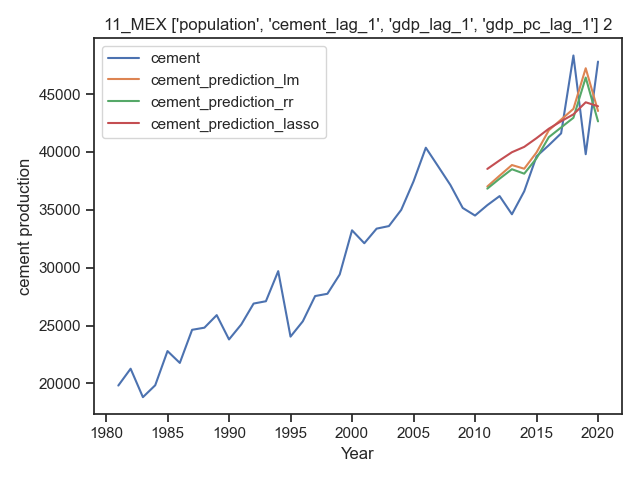 11_MEX ['population', 'cement_lag_1', 'gdp_lag_1', 'gdp_pc_lag_1'] 2
cement
cement_prediction_lm
cement_prediction_rr
cement_prediction_lasso
45000
40000
35000
30000
25000
20000
cement production
1980 1985 1990 1995 2000 2005 2010 2015 2020
Year